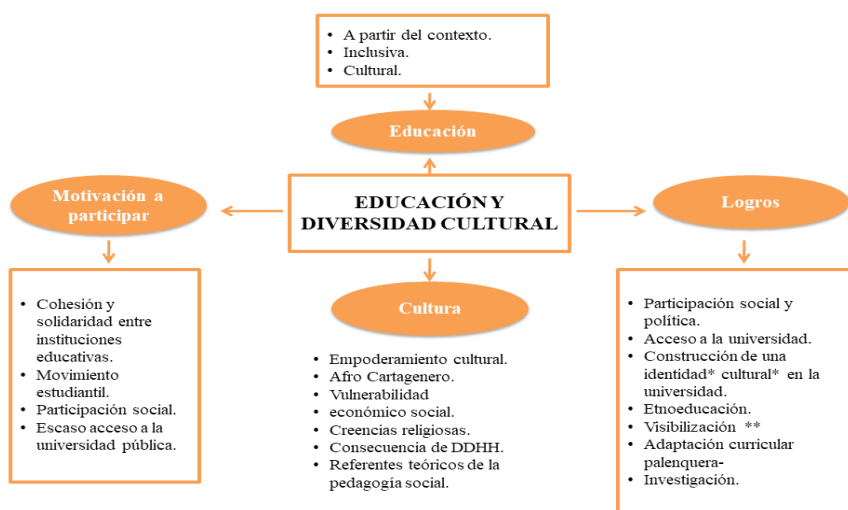 • A partir del contexto.
• Inclusiva.
• Cultural.
Educación
EDUCACIÓN Y
DIVERSIDAD CULTURAL
Motivación a
participar
• Cohesión y
solidaridad entre
instituciones
educativas.
• Movimiento
estudiantil.
• Participación social.
• Escaso acceso a la
universidad pública.
Cultura
• Empoderamiento cultural.
• Afro Cartagenero.
• Vulnerabilidad
• económico social.
• Creencias religiosas.
• Consecuencia de DDHH.
• Referentes teóricos de la
pedagogía social.
Logros
• Participación social y
política.
• Acceso a la universidad.
• Construcción de una
identidad* cultural* en la
universidad.
• Etnoeducación.
• Visibilización **
• Adaptación curricular
palenquera-
• Investigación.